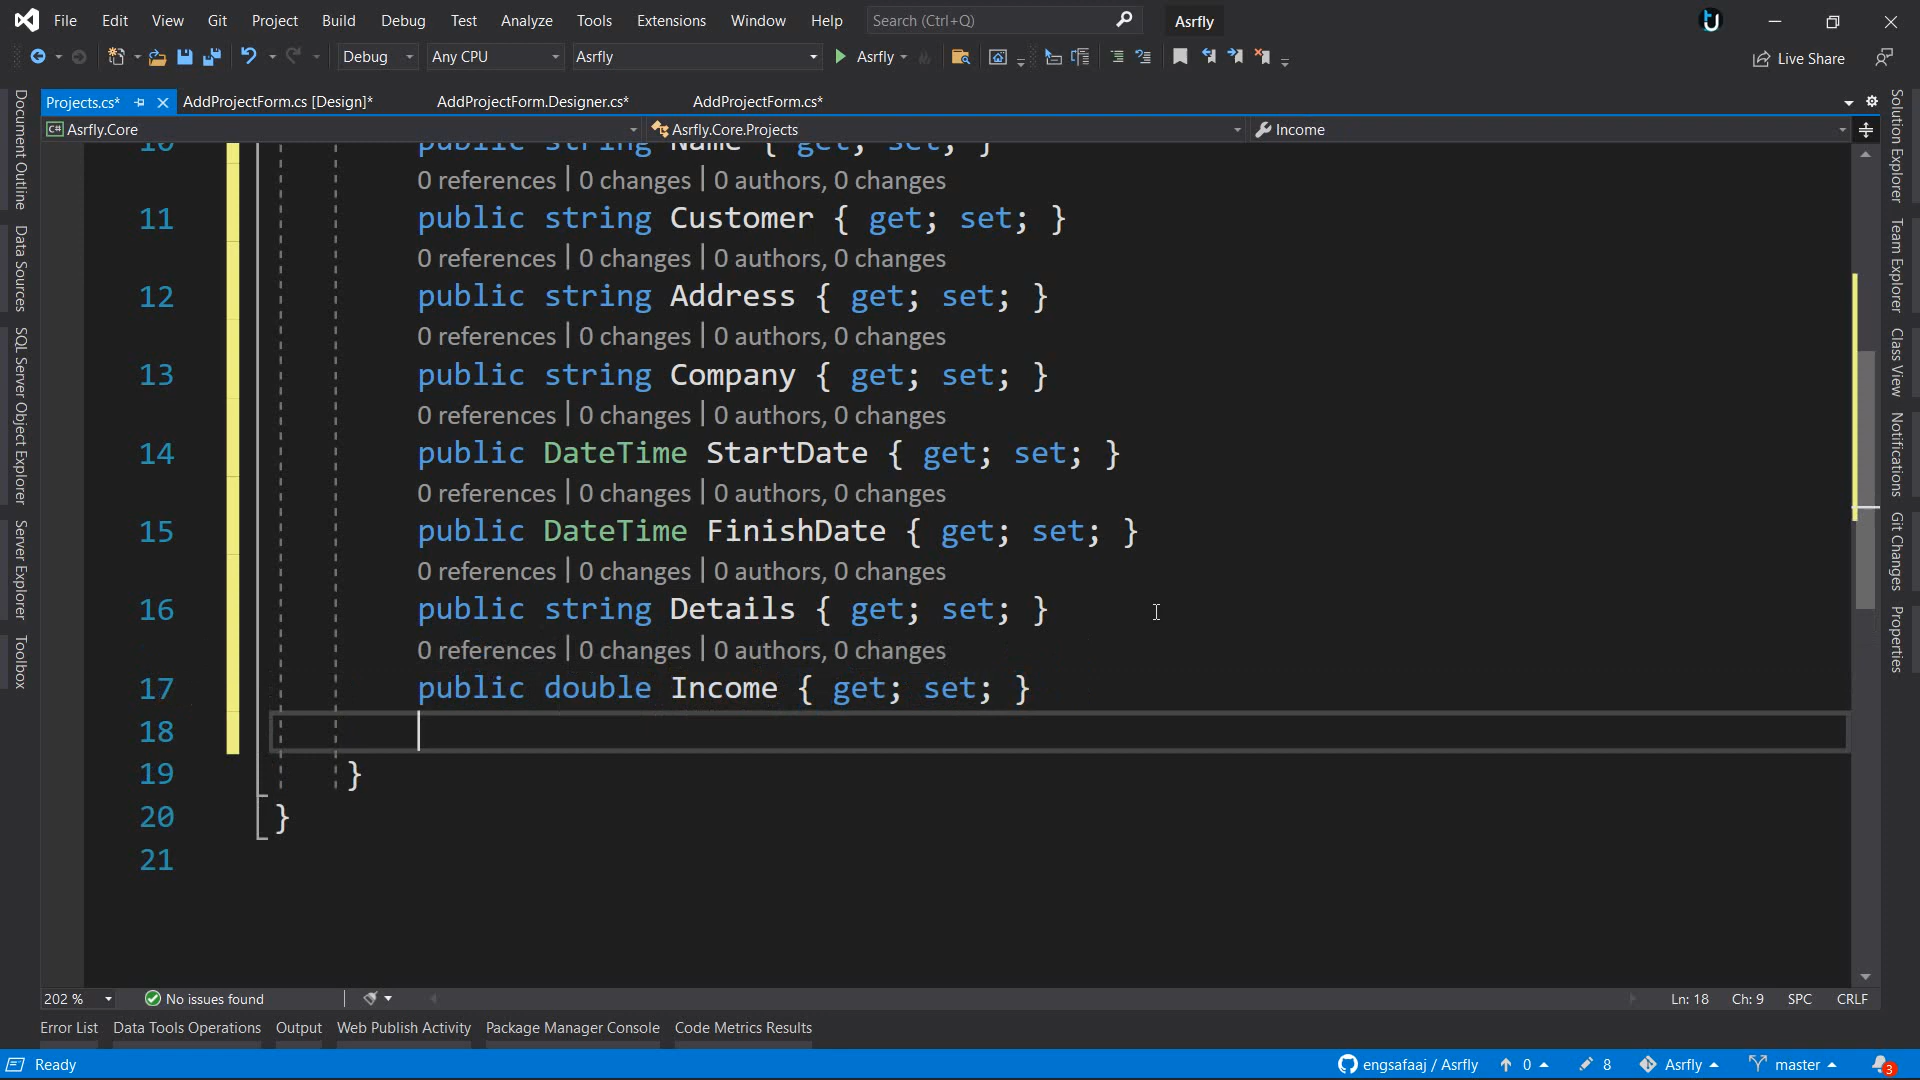 File Edit View Git Project Build Debug Test Analyze Tools Extensions Window Help Search (Ctrl+Q) Asrfly
Debug Any CPU Asrfly Asrfly Live Share
Projects.cs* AddProjectForm.cs [Design]* AddProjectForm.Designer.cs* AddProjectForm.cs*
Asrfly.Core Asrfly.Core.Projects Income
10 public string Name { get; set; }
0 references | 0 changes | 0 authors, 0 changes
11 public string Customer { get; set; }
0 references | 0 changes | 0 authors, 0 changes
12 public string Address { get; set; }
0 references | 0 changes | 0 authors, 0 changes
13 public string Company { get; set; }
0 references | 0 changes | 0 authors, 0 changes
14 public DateTime StartDate { get; set; }
0 references | 0 changes | 0 authors, 0 changes
15 public DateTime FinishDate { get; set; }
0 references | 0 changes | 0 authors, 0 changes
16 public string Details { get; set; }
0 references | 0 changes | 0 authors, 0 changes
17 public double Income { get; set; }
18
19 }
20 }
21
Document Outline
Data Sources
SQL Server Object Explorer
Server Explorer
Toolbox
Solution Explorer
Team Explorer
Class View
Notifications
Git Changes
Properties
202 % No issues found Ln: 18 Ch: 9 SPC CRLF
Error List Data Tools Operations Output Web Publish Activity Package Manager Console Code Metrics Results
Ready engsafaaj / Asrfly 0 8 Asrfly master 3